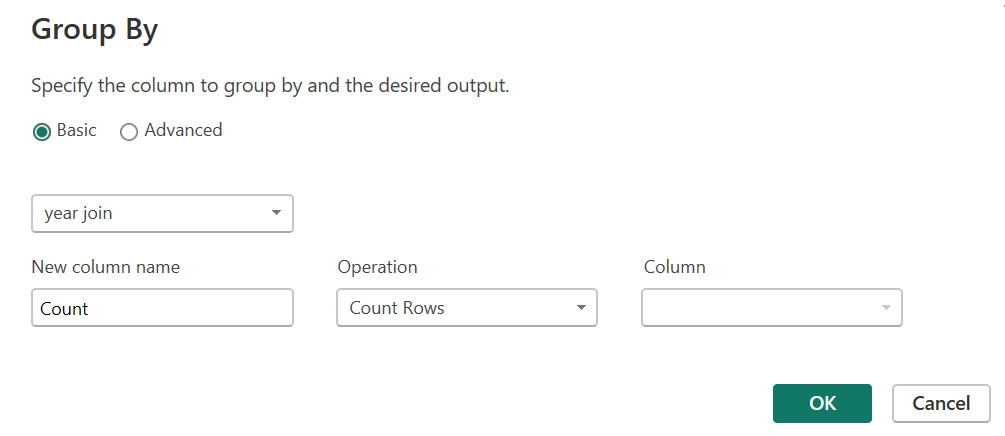 Group By
Specify the column to group by and the desired output.
Basic Advanced
year join
New column name Operation Column
Count Count Rows
OK Cancel